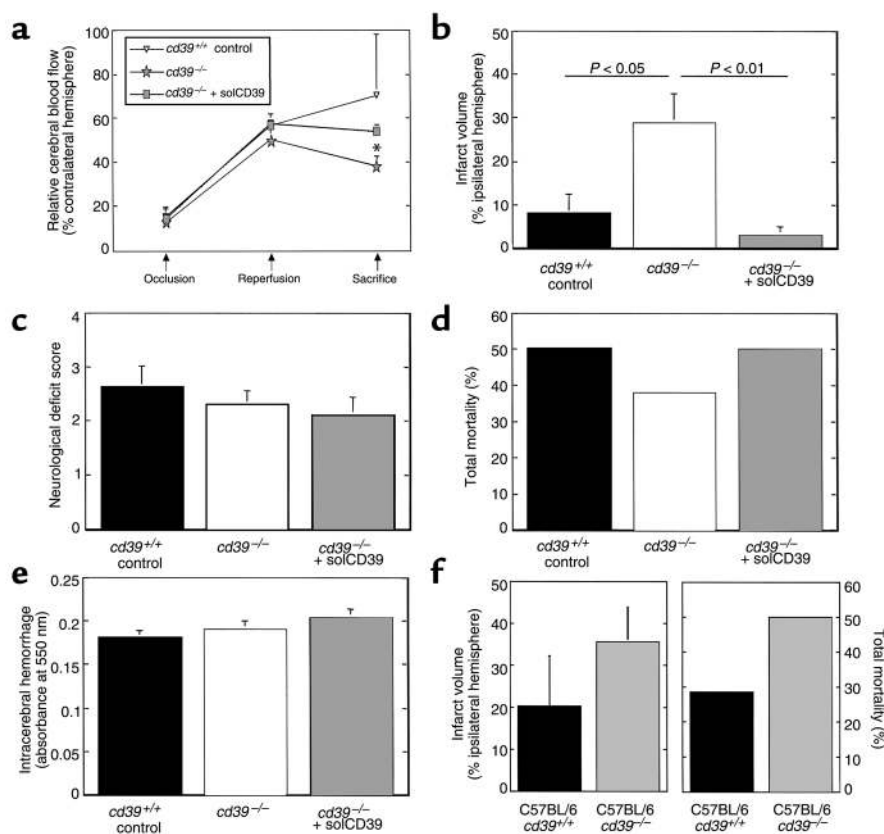 a
Relative cerebral blood flow
(% contralateral hemisphere)
100
80
60
40
20
0
cd39+/+ control
cd39–/–
cd39–/– + solCD39
*
Occlusion
Reperfusion
Sacrifice
b
Infarct volume
(% ipsilateral hemisphere)
50
40
30
20
10
0
P < 0.05
P < 0.01
cd39+/+
control
cd39–/–
cd39–/–
+ solCD39
c
Neurological deficit score
4
3
2
1
0
cd39+/+
control
cd39–/–
cd39–/–
+ solCD39
d
Total mortality (%)
60
50
40
30
20
10
0
cd39+/+
control
cd39–/–
cd39–/–
+ solCD39
e
Intracerebral hemorrhage
(absorbance at 550 nm)
0.25
0.2
0.15
0.1
0.05
0
cd39+/+
control
cd39–/–
cd39–/–
+ solCD39
f
Infarct volume
(% ipsilateral hemisphere)
50
40
30
20
10
0
C57BL/6
cd39+/+
C57BL/6
cd39–/–
C57BL/6
cd39+/+
C57BL/6
cd39–/–
60
50
40
30
20
10
0
Total mortality
(%)